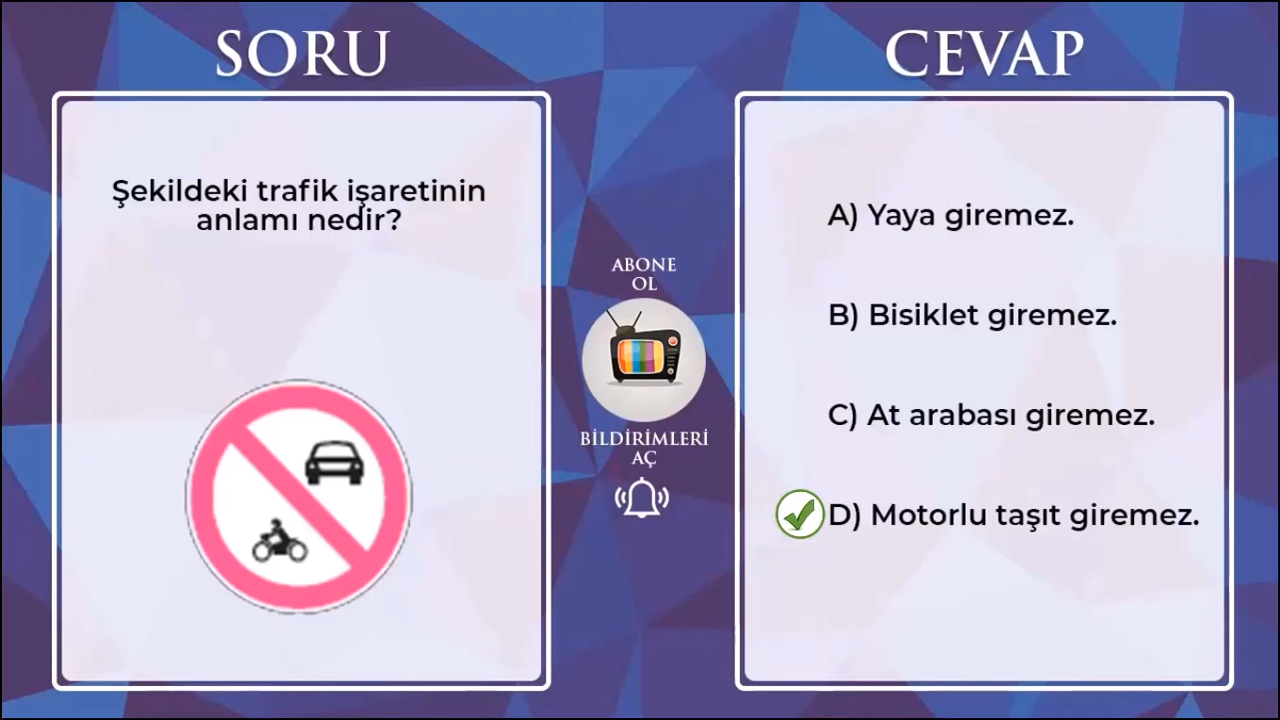 SORU
Şekildeki trafik işaretinin
anlamı nedir?
ABONE
OL
BİLDİRİMLERİ
AÇ
CEVAP
A) Yaya giremez.
B) Bisiklet giremez.
C) At arabası giremez.
D) Motorlu taşıt giremez.